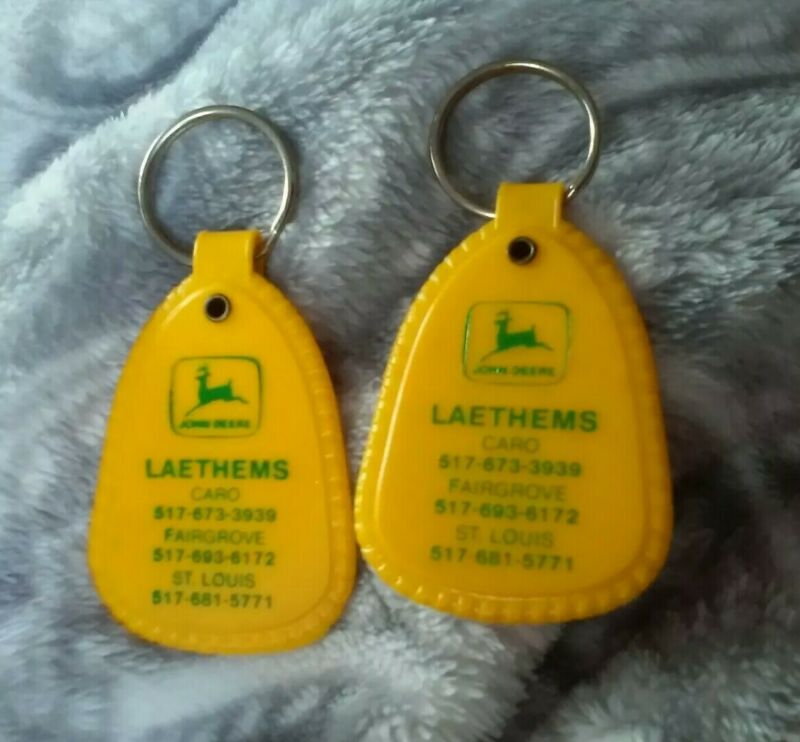 JOHN DEERE
LAETHEMS
CARO
517-673-3939
FAIRGROVE
517-693-6172
ST. LOUIS
517-681-5771
JOHN DEERE
LAETHEMS
CARO
517-673-3939
FAIRGROVE
517-693-6172
ST. LOUIS
517-681-5771